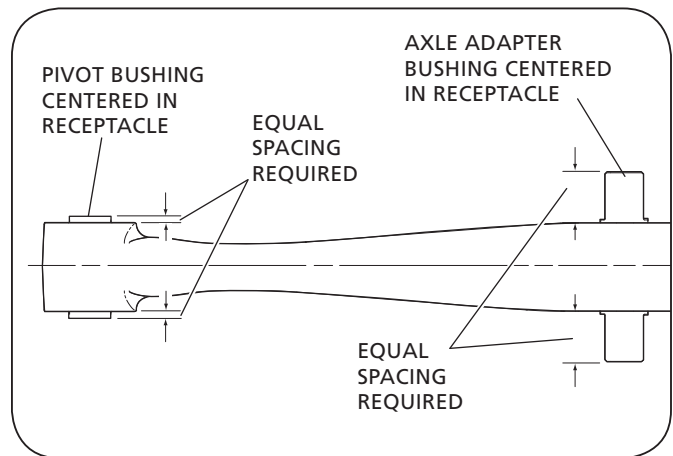 PIVOT BUSHING
CENTERED IN
RECEPTACLE
EQUAL
SPACING
REQUIRED
AXLE ADAPTER
BUSHING CENTERED
IN RECEPTACLE
EQUAL
SPACING
REQUIRED